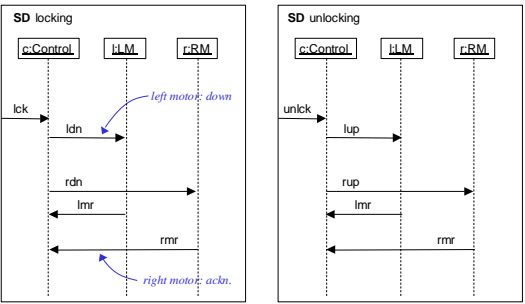 SD locking
c:Control l:LM r:RM
left motor: down
lck
ldn
rdn
lmr
rmr
right motor: ackn.
SD unlocking
c:Control l:LM r:RM
unlck
lup
rup
lmr
rmr